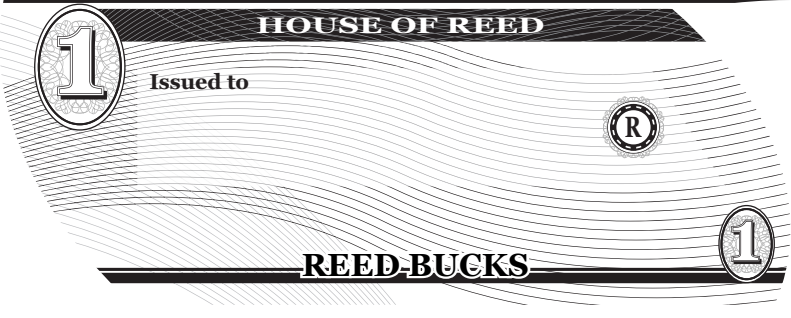 HOUSE OF REED
1
Issued to
R
1
REED BUCKS